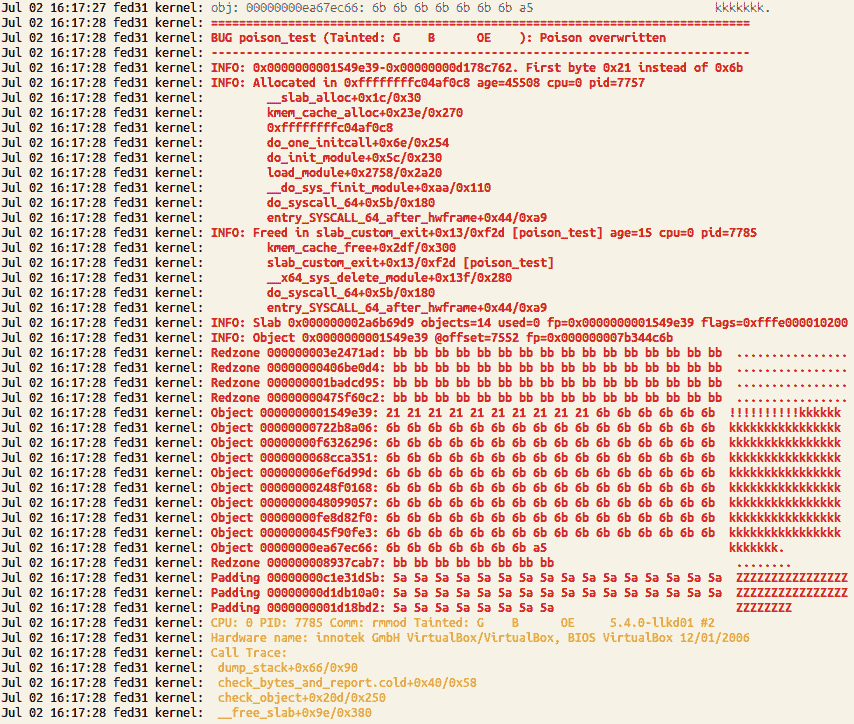 Jul 02 16:17:27 fed31 kernel: obj: 00000000ea67ec66: 6b 6b 6b 6b 6b 6b 6b a5 kkkkkkk.
Jul 02 16:17:28 fed31 kernel: =============================================================================
Jul 02 16:17:28 fed31 kernel: BUG poison_test (Tainted: G    B      OE    ): Poison overwritten
Jul 02 16:17:28 fed31 kernel: -----------------------------------------------------------------------------
Jul 02 16:17:28 fed31 kernel: INFO: 0x0000000001549e39-0x00000000d178c762. First byte 0x21 instead of 0x6b
Jul 02 16:17:28 fed31 kernel: INFO: Allocated in 0xffffffffc04af0c8 age=45508 cpu=0 pid=7757
Jul 02 16:17:28 fed31 kernel:         __slab_alloc+0x1c/0x30
Jul 02 16:17:28 fed31 kernel:         kmem_cache_alloc+0x23e/0x270
Jul 02 16:17:28 fed31 kernel:         0xffffffffc04af0c8
Jul 02 16:17:28 fed31 kernel:         do_one_initcall+0x6e/0x254
Jul 02 16:17:28 fed31 kernel:         do_init_module+0x5c/0x230
Jul 02 16:17:28 fed31 kernel:         load_module+0x2758/0x2a20
Jul 02 16:17:28 fed31 kernel:         __do_sys_finit_module+0xaa/0x110
Jul 02 16:17:28 fed31 kernel:         do_syscall_64+0x5b/0x180
Jul 02 16:17:28 fed31 kernel:         entry_SYSCALL_64_after_hwframe+0x44/0xa9
Jul 02 16:17:28 fed31 kernel: INFO: Freed in slab_custom_exit+0x13/0xf2d [poison_test] age=15 cpu=0 pid=7785
Jul 02 16:17:28 fed31 kernel:         kmem_cache_free+0x2df/0x300
Jul 02 16:17:28 fed31 kernel:         slab_custom_exit+0x13/0xf2d [poison_test]
Jul 02 16:17:28 fed31 kernel:         __x64_sys_delete_module+0x13f/0x280
Jul 02 16:17:28 fed31 kernel:         do_syscall_64+0x5b/0x180
Jul 02 16:17:28 fed31 kernel:         entry_SYSCALL_64_after_hwframe+0x44/0xa9
Jul 02 16:17:28 fed31 kernel: INFO: Slab 0x000000002a6b69d9 objects=14 used=0 fp=0x0000000001549e39 flags=0xfffe000010200
Jul 02 16:17:28 fed31 kernel: INFO: Object 0x0000000001549e39 @offset=7552 fp=0x000000007b344c6b
Jul 02 16:17:28 fed31 kernel: Redzone 000000003e2471ad: bb bb bb bb bb bb bb bb bb bb bb bb bb bb bb bb  ................
Jul 02 16:17:28 fed31 kernel: Redzone 00000000406be0d4: bb bb bb bb bb bb bb bb bb bb bb bb bb bb bb bb  ................
Jul 02 16:17:28 fed31 kernel: Redzone 000000001badcd95: bb bb bb bb bb bb bb bb bb bb bb bb bb bb bb bb  ................
Jul 02 16:17:28 fed31 kernel: Redzone 00000000475f60c2: bb bb bb bb bb bb bb bb bb bb bb bb bb bb bb bb  ................
Jul 02 16:17:28 fed31 kernel: Object 0000000001549e39: 21 21 21 21 21 21 21 21 21 21 6b 6b 6b 6b 6b 6b  !!!!!!!!!!kkkkkk
Jul 02 16:17:28 fed31 kernel: Object 00000000722b8a06: 6b 6b 6b 6b 6b 6b 6b 6b 6b 6b 6b 6b 6b 6b 6b 6b  kkkkkkkkkkkkkkkk
Jul 02 16:17:28 fed31 kernel: Object 00000000f6326296: 6b 6b 6b 6b 6b 6b 6b 6b 6b 6b 6b 6b 6b 6b 6b 6b  kkkkkkkkkkkkkkkk
Jul 02 16:17:28 fed31 kernel: Object 0000000068cca351: 6b 6b 6b 6b 6b 6b 6b 6b 6b 6b 6b 6b 6b 6b 6b 6b  kkkkkkkkkkkkkkkk
Jul 02 16:17:28 fed31 kernel: Object 000000006ef6d99d: 6b 6b 6b 6b 6b 6b 6b 6b 6b 6b 6b 6b 6b 6b 6b 6b  kkkkkkkkkkkkkkkk
Jul 02 16:17:28 fed31 kernel: Object 00000000248f0168: 6b 6b 6b 6b 6b 6b 6b 6b 6b 6b 6b 6b 6b 6b 6b 6b  kkkkkkkkkkkkkkkk
Jul 02 16:17:28 fed31 kernel: Object 0000000048099057: 6b 6b 6b 6b 6b 6b 6b 6b 6b 6b 6b 6b 6b 6b 6b 6b  kkkkkkkkkkkkkkkk
Jul 02 16:17:28 fed31 kernel: Object 00000000fe8d82f0: 6b 6b 6b 6b 6b 6b 6b 6b 6b 6b 6b 6b 6b 6b 6b 6b  kkkkkkkkkkkkkkkk
Jul 02 16:17:28 fed31 kernel: Object 0000000045f90fe3: 6b 6b 6b 6b 6b 6b 6b 6b 6b 6b 6b 6b 6b 6b 6b 6b  kkkkkkkkkkkkkkkk
Jul 02 16:17:28 fed31 kernel: Object 00000000ea67ec66: 6b 6b 6b 6b 6b 6b 6b a5                          kkkkkkk.
Jul 02 16:17:28 fed31 kernel: Redzone 000000008937cab7: bb bb bb bb bb bb bb bb                          ........
Jul 02 16:17:28 fed31 kernel: Padding 00000000c1e31d5b: 5a 5a 5a 5a 5a 5a 5a 5a 5a 5a 5a 5a 5a 5a 5a 5a  ZZZZZZZZZZZZZZZZ
Jul 02 16:17:28 fed31 kernel: Padding 00000000d1db10a0: 5a 5a 5a 5a 5a 5a 5a 5a 5a 5a 5a 5a 5a 5a 5a 5a  ZZZZZZZZZZZZZZZZ
Jul 02 16:17:28 fed31 kernel: Padding 0000000001d18bd2: 5a 5a 5a 5a 5a 5a 5a 5a                          ZZZZZZZZ
Jul 02 16:17:28 fed31 kernel: CPU: 0 PID: 7785 Comm: rmmod Tainted: G    B      OE     5.4.0-llkd01 #2
Jul 02 16:17:28 fed31 kernel: Hardware name: innotek GmbH VirtualBox/VirtualBox, BIOS VirtualBox 12/01/2006
Jul 02 16:17:28 fed31 kernel: Call Trace:
Jul 02 16:17:28 fed31 kernel:  dump_stack+0x66/0x90
Jul 02 16:17:28 fed31 kernel:  check_bytes_and_report.cold+0x40/0x58
Jul 02 16:17:28 fed31 kernel:  check_object+0x20d/0x250
Jul 02 16:17:28 fed31 kernel:  __free_slab+0x9e/0x380